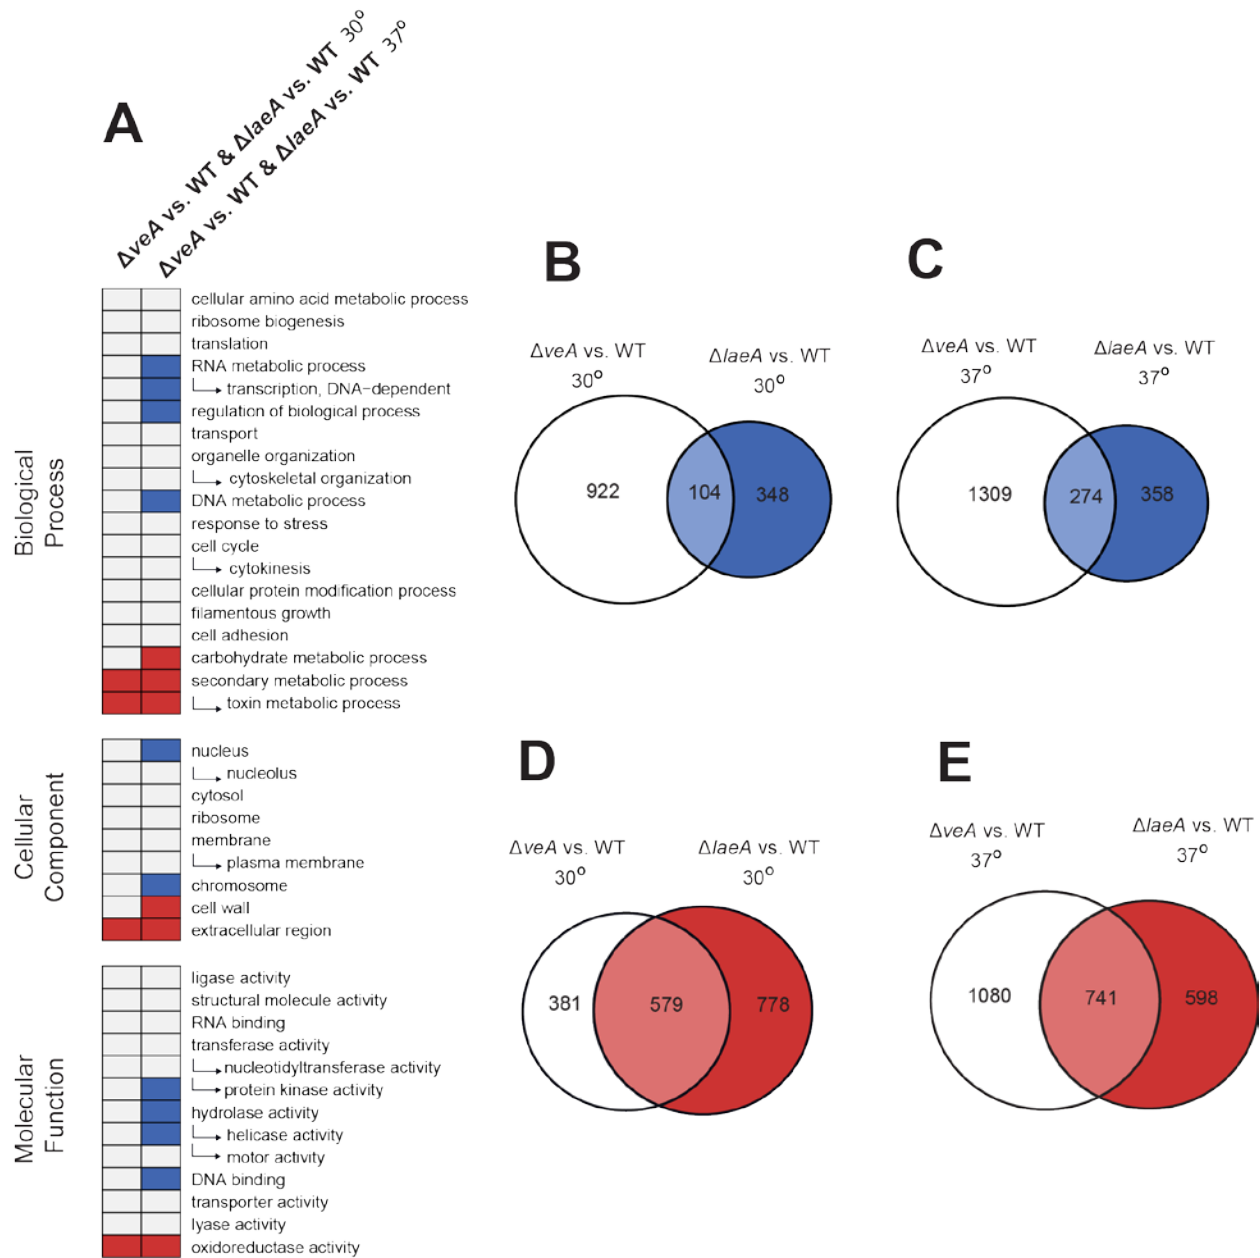 A
ΔveA vs. WT & ΔlaeA vs. WT 30°
ΔveA vs. WT & ΔlaeA vs. WT 37°
Biological
Process
cellular amino acid metabolic process
ribosome biogenesis
translation
RNA metabolic process
transcription, DNA−dependent
regulation of biological process
transport
organelle organization
cytoskeletal organization
DNA metabolic process
response to stress
cell cycle
cytokinesis
cellular protein modification process
filamentous growth
cell adhesion
carbohydrate metabolic process
secondary metabolic process
toxin metabolic process
Cellular
Component
nucleus
nucleolus
cytosol
ribosome
membrane
plasma membrane
chromosome
cell wall
extracellular region
Molecular
Function
ligase activity
structural molecule activity
RNA binding
transferase activity
nucleotidyltransferase activity
protein kinase activity
hydrolase activity
helicase activity
motor activity
DNA binding
transporter activity
lyase activity
oxidoreductase activity
B
ΔveA vs. WT
30°
ΔlaeA vs. WT
30°
922
104
348
C
ΔveA vs. WT
37°
ΔlaeA vs. WT
37°
1309
274
358
D
ΔveA vs. WT
30°
ΔlaeA vs. WT
30°
381
579
778
E
ΔveA vs. WT
37°
ΔlaeA vs. WT
37°
1080
741
598